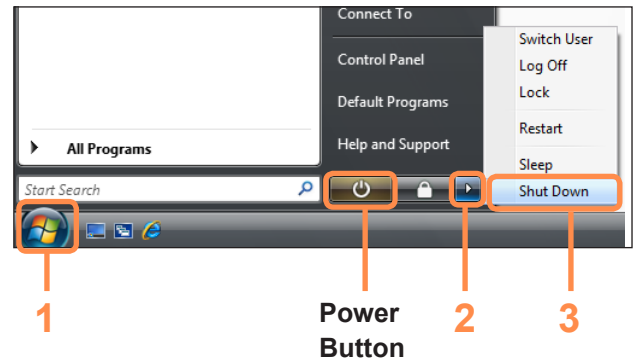 Connect To
Control Panel
Default Programs
Help and Support
All Programs
Start Search
Switch User
Log Off
Lock
Restart
Sleep
Shut Down
1
Power
Button
2
3